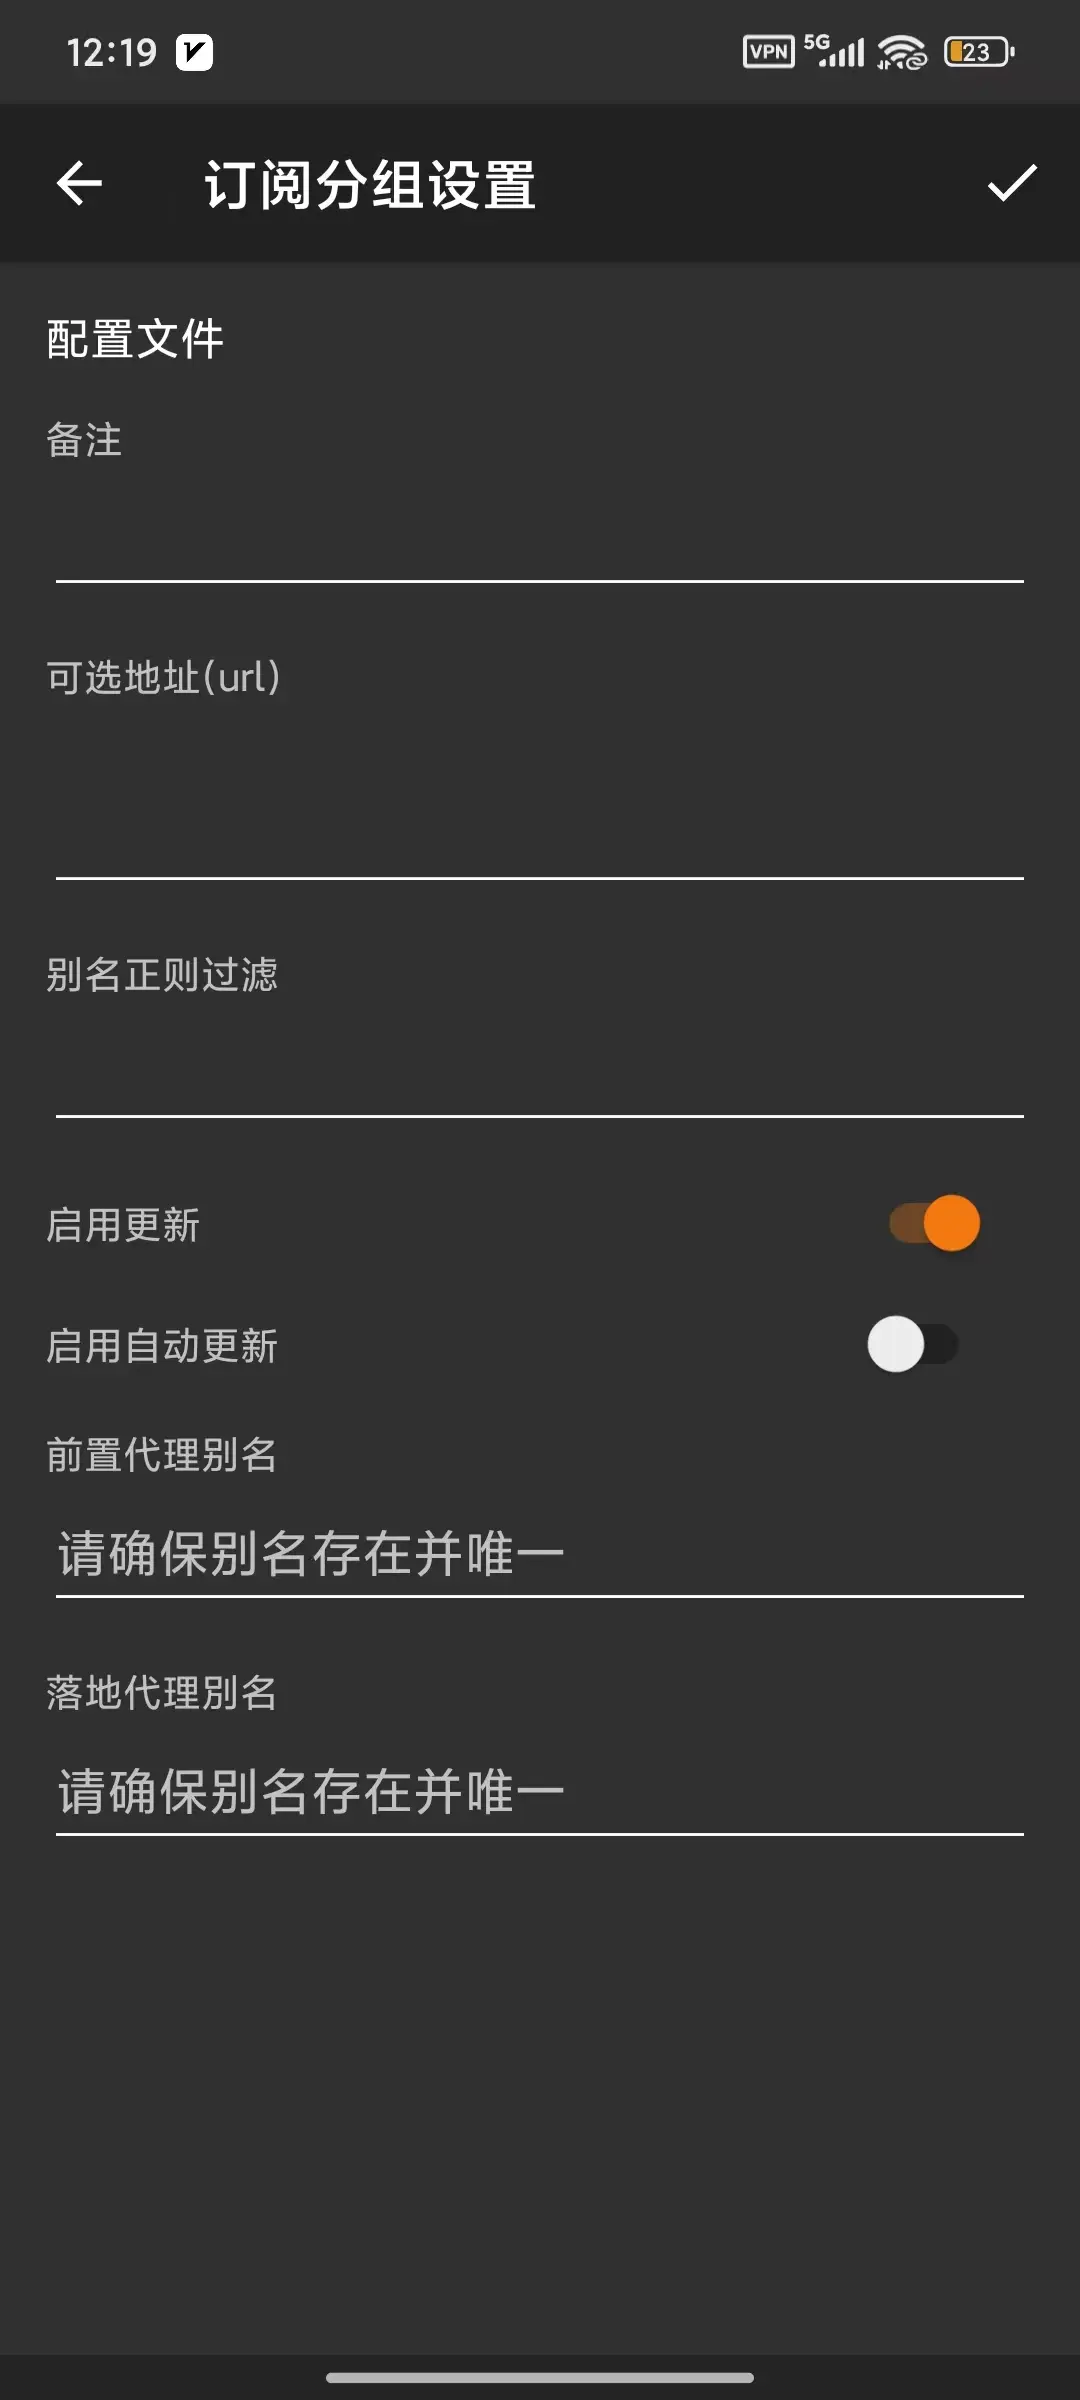 12:19
VPN 5G 23
订阅分组设置
配置文件
备注
可选地址(url)
别名正则过滤
启用更新
启用自动更新
前置代理别名
请确保别名存在并唯一
落地代理别名
请确保别名存在并唯一